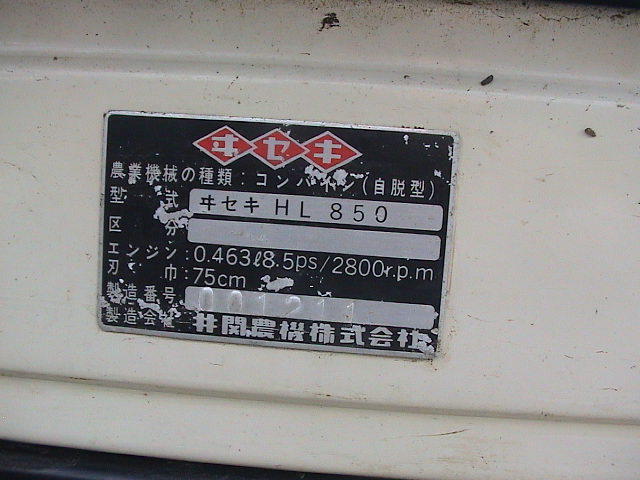 ヰセキ
農業機械の種類:コンバイン(自脱型)
型式 ヰセキ HL 850
区分
エンジン:0.463ℓ8.5ps/2800r.p.m
刃巾:75cm
製造番号
製造会社 井関農機株式会社